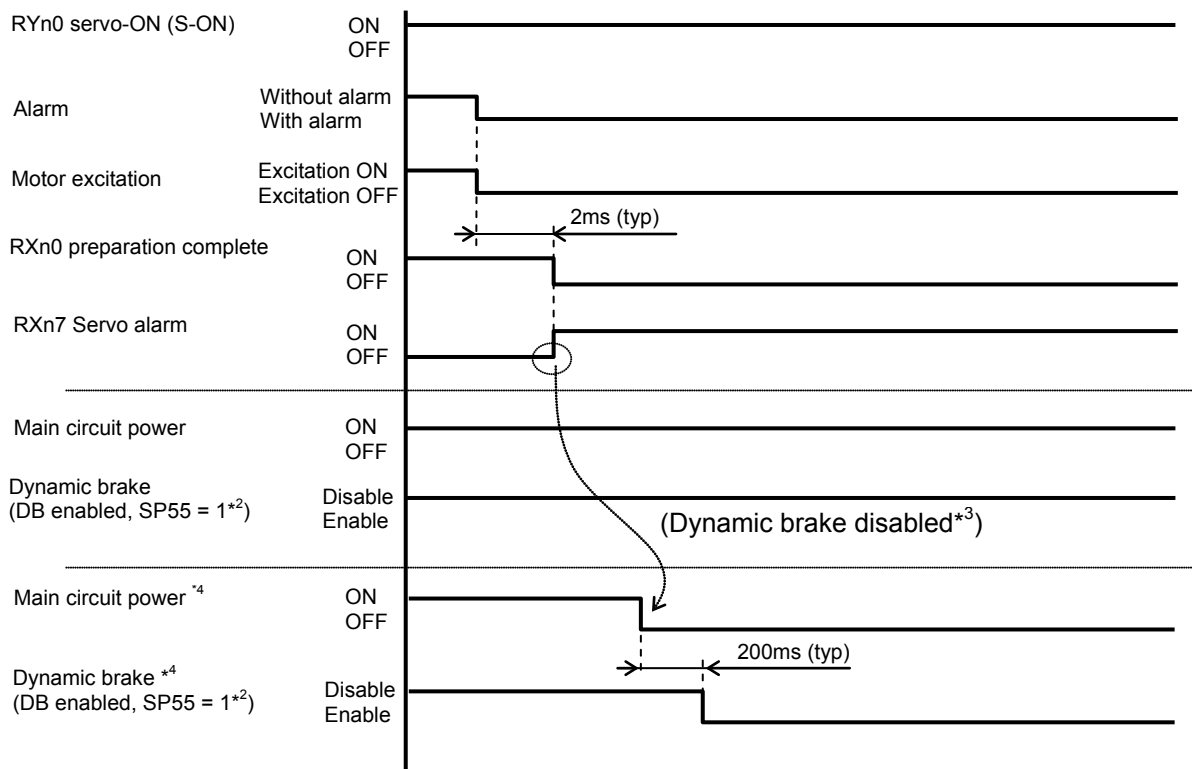 RYn0 servo-ON (S-ON)
ON
OFF
Alarm
Without alarm
With alarm
Motor excitation
Excitation ON
Excitation OFF
2ms (typ)
RXn0 preparation complete
ON
OFF
RXn7 Servo alarm
ON
OFF
Main circuit power
ON
OFF
Dynamic brake
(DB enabled, SP55 = 1*2)
Disable
Enable
(Dynamic brake disabled*3)
Main circuit power *4
ON
OFF
200ms (typ)
Dynamic brake *4
(DB enabled, SP55 = 1*2)
Disable
Enable